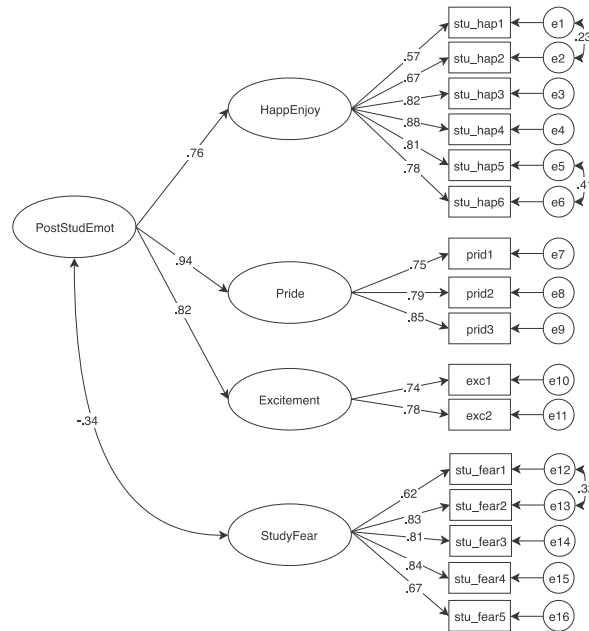 stu_hap1 e1
.57 .23
stu_hap2 e2
.67
stu_hap3 e3
.82
HappEnjoy
.88 stu_hap4 e4
.81 stu_hap5 e5
.76
.78 .41
stu_hap6 e6
PostStudEmot
.94
.75 prid1 e7
Pride .79 prid2 e8
.82
.85 prid3 e9
.74 exc1 e10
Excitement
.78 exc2 e11
-.34
stu_fear1 e12
.62
stu_fear2 e13
.83
StudyFear .81 stu_fear3 e14
.84 stu_fear4 e15
.67
stu_fear5 e16